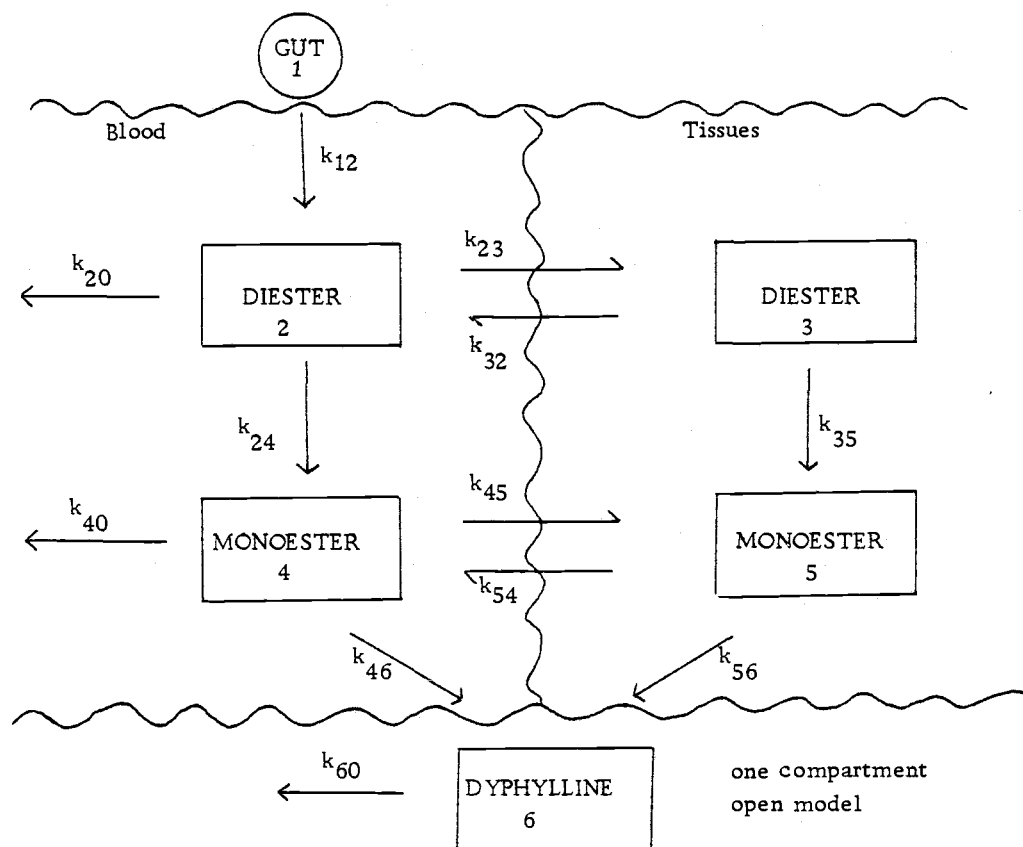 GUT
1
Blood
Tissues
k12
k20
DIESTER
2
k23
k32
DIESTER
3
k24
k35
k40
MONOESTER
4
k45
k54
MONOESTER
5
k46
k56
k60
DYPHYLLINE
6
one compartment
open model